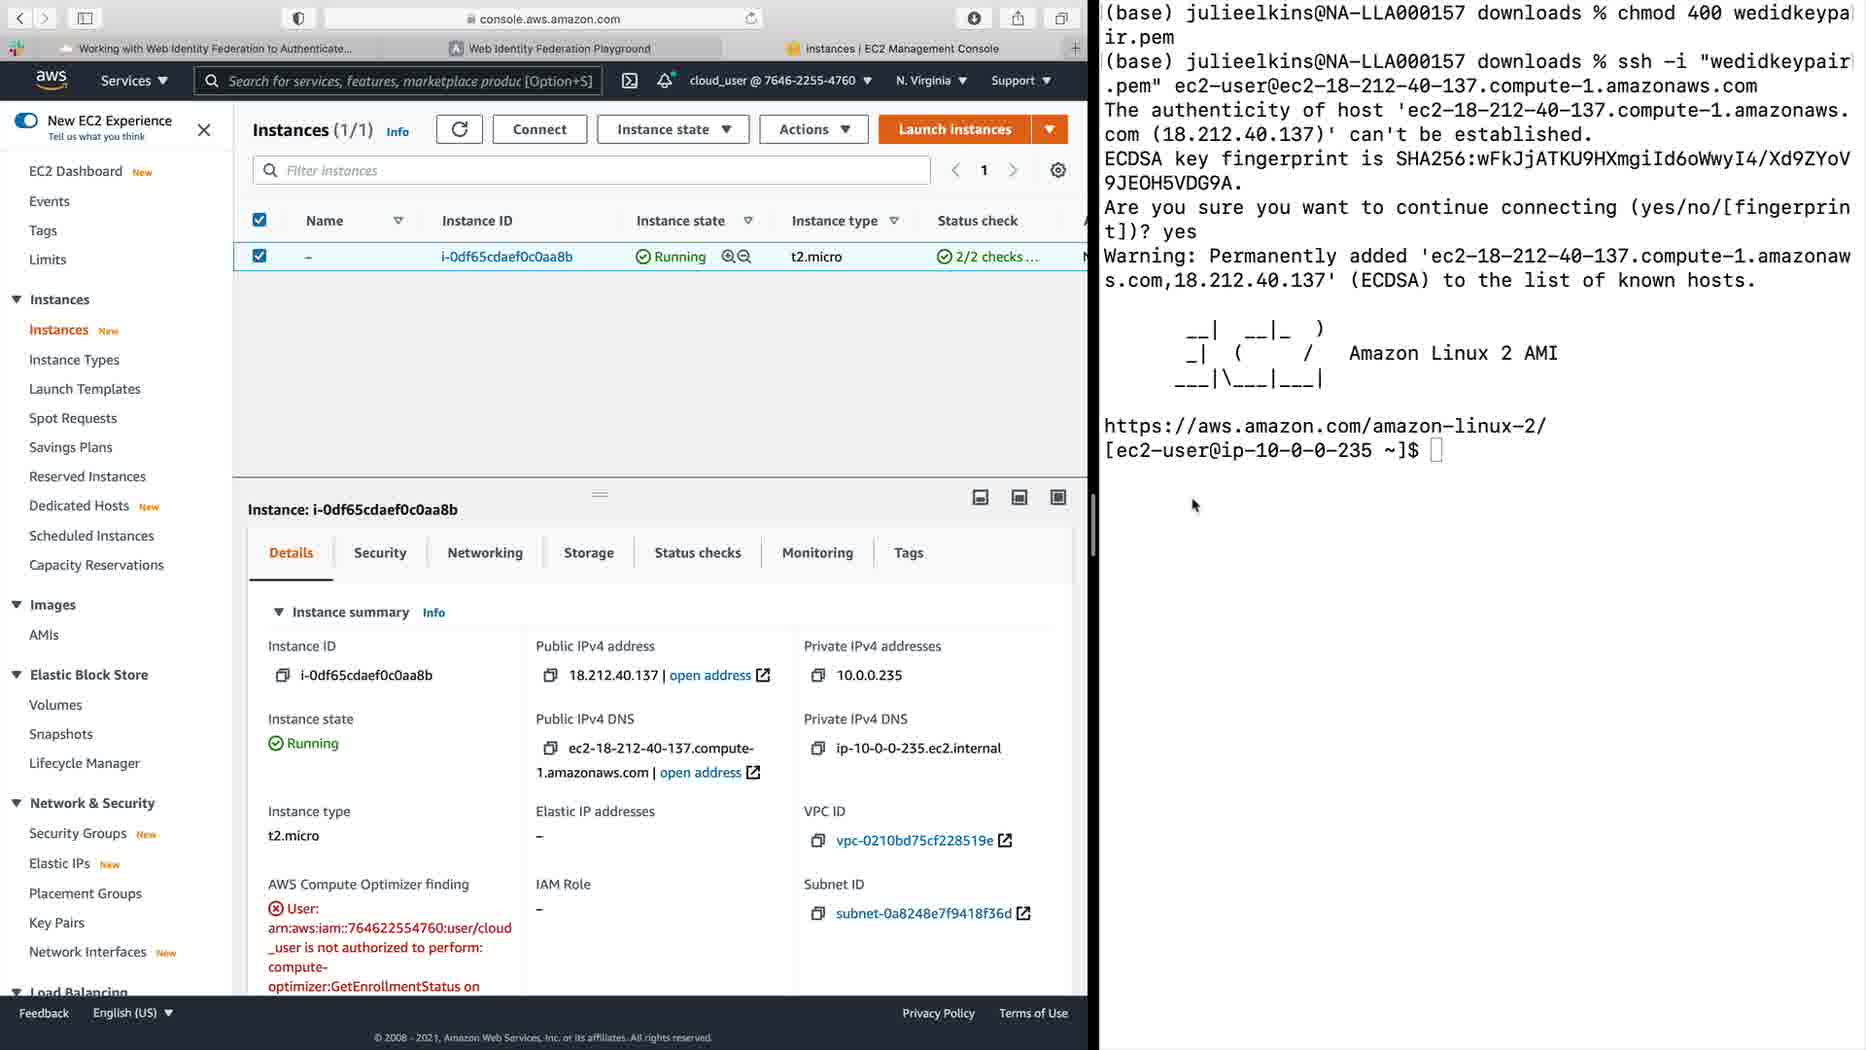 console.aws.amazon.com
Working with Web Identity Federation to Authenticate...
Web Identity Federation Playground
Instances | EC2 Management Console
aws
Services
Search for services, features, marketplace produc [Option+S]
cloud_user @ 7646-2255-4760
N. Virginia
Support
New EC2 Experience
Tell us what you think
EC2 Dashboard New
Events
Tags
Limits
Instances
Instances New
Instance Types
Launch Templates
Spot Requests
Savings Plans
Reserved Instances
Dedicated Hosts New
Scheduled Instances
Capacity Reservations
Images
AMIs
Elastic Block Store
Volumes
Snapshots
Lifecycle Manager
Network & Security
Security Groups New
Elastic IPs New
Placement Groups
Key Pairs
Network Interfaces New
Load Balancing
Instances (1/1) Info
Connect
Instance state
Actions
Launch instances
Filter instances
1
Name
Instance ID
Instance state
Instance type
Status check
–
i-0df65cdaef0c0aa8b
Running
t2.micro
2/2 checks ...
Instance: i-0df65cdaef0c0aa8b
Details
Security
Networking
Storage
Status checks
Monitoring
Tags
Instance summary Info
Instance ID
i-0df65cdaef0c0aa8b
Public IPv4 address
18.212.40.137 | open address
Private IPv4 addresses
10.0.0.235
Instance state
Running
Public IPv4 DNS
ec2-18-212-40-137.compute-
1.amazonaws.com | open address
Private IPv4 DNS
ip-10-0-0-235.ec2.internal
Instance type
t2.micro
Elastic IP addresses
–
VPC ID
vpc-0210bd75cf228519e
AWS Compute Optimizer finding
User:
arn:aws:iam::764622554760:user/cloud
_user is not authorized to perform:
compute-
optimizer:GetEnrollmentStatus on
IAM Role
–
Subnet ID
subnet-0a8248e7f9418f36d
Feedback
English (US)
Privacy Policy
Terms of Use
© 2008 - 2021, Amazon Web Services, Inc. or its affiliates. All rights reserved.
(base) julieelkins@NA-LLA000157 downloads % chmod 400 wedidkeypa
ir.pem
(base) julieelkins@NA-LLA000157 downloads % ssh -i "wedidkeypair
.pem" ec2-user@ec2-18-212-40-137.compute-1.amazonaws.com
The authenticity of host 'ec2-18-212-40-137.compute-1.amazonaws.
com (18.212.40.137)' can't be established.
ECDSA key fingerprint is SHA256:wFkJjATKU9HXmgiId6oWwyI4/Xd9ZYoV
9JEOH5VDG9A.
Are you sure you want to continue connecting (yes/no/[fingerprin
t])? yes
Warning: Permanently added 'ec2-18-212-40-137.compute-1.amazonaw
s.com,18.212.40.137' (ECDSA) to the list of known hosts.
__|  __|_  )
_|  (     /   Amazon Linux 2 AMI
___|\___|___|
https://aws.amazon.com/amazon-linux-2/
[ec2-user@ip-10-0-0-235 ~]$